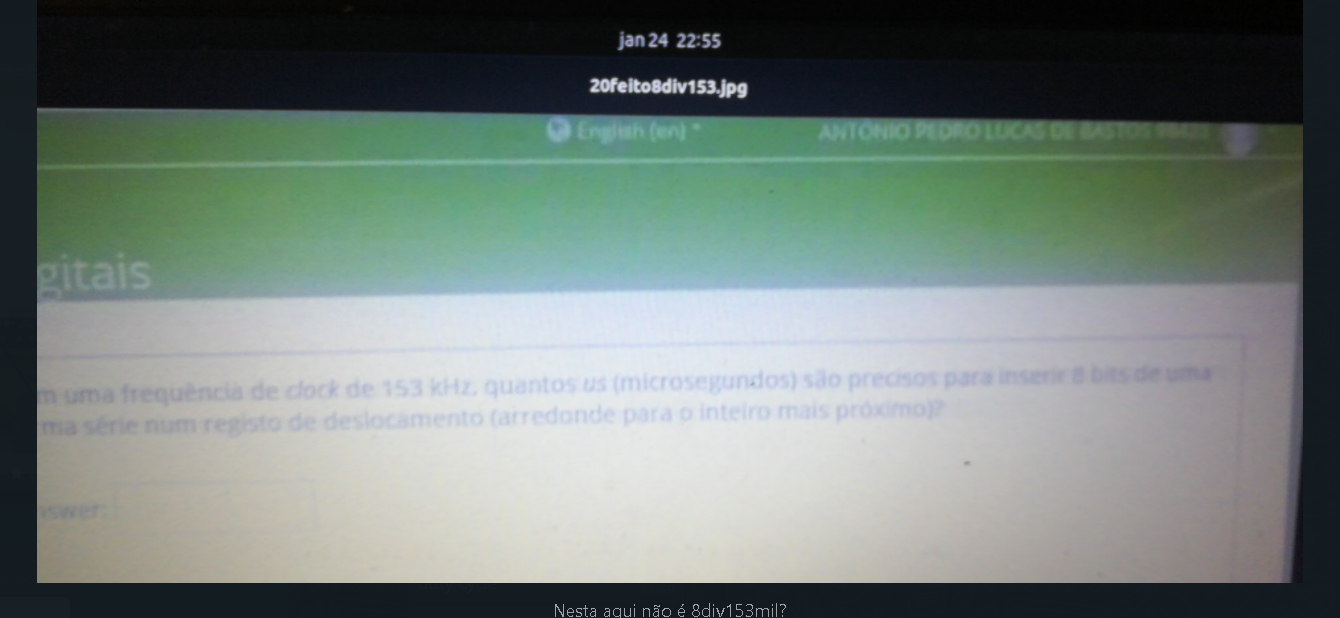 jan 24 22:55
20feito8div153.jpg
English (en)
ANTÓNIO PEDRO LUCAS DE BASTOS
gitais
m uma frequência de clock de 153 kHz, quantos us (microsegundos) são precisos para inserir 8 bits de uma
ma série num registo de deslocamento (arredonde para o inteiro mais próximo)?
nswer:
Nesta aqui não é 8div153mil?